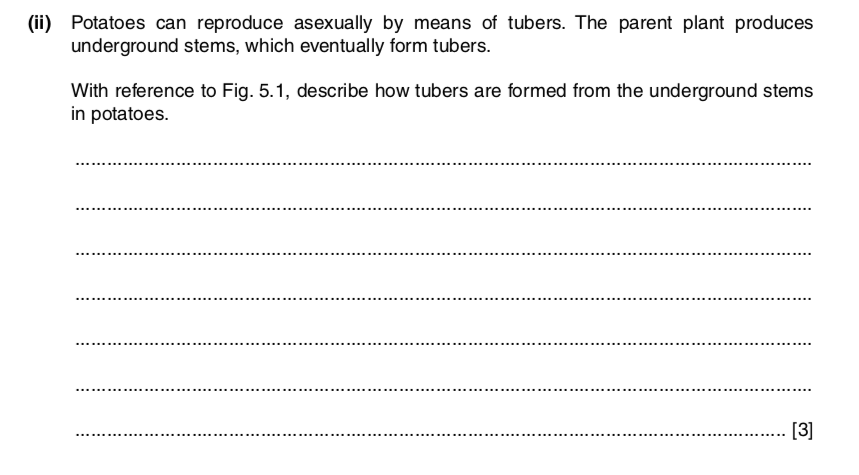 (ii) Potatoes can reproduce asexually by means of tubers. The parent plant produces
underground stems, which eventually form tubers.
With reference to Fig. 5.1, describe how tubers are formed from the underground stems
in potatoes.
..........................................................................................................................................
..........................................................................................................................................
..........................................................................................................................................
..........................................................................................................................................
..........................................................................................................................................
..........................................................................................................................................
..................................................................................................................................... [3]